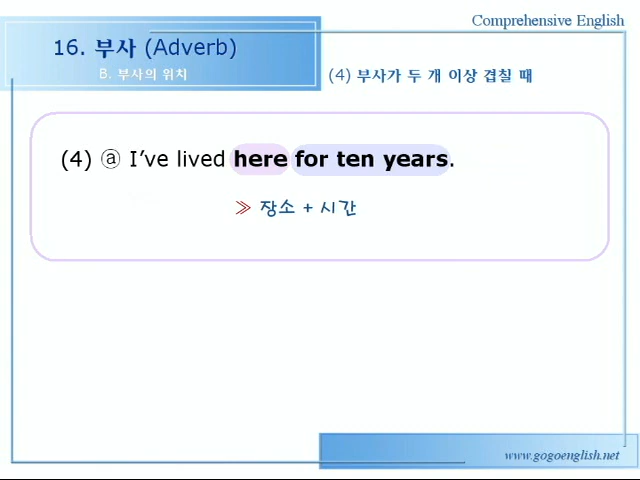 Comprehensive English
16. 부사 (Adverb)
B. 부사의 위치
(4) 부사가 두 개 이상 겹칠 때
(4) ⓐ I’ve lived here for ten years.
≫ 장소 + 시간
www.gogoenglish.net